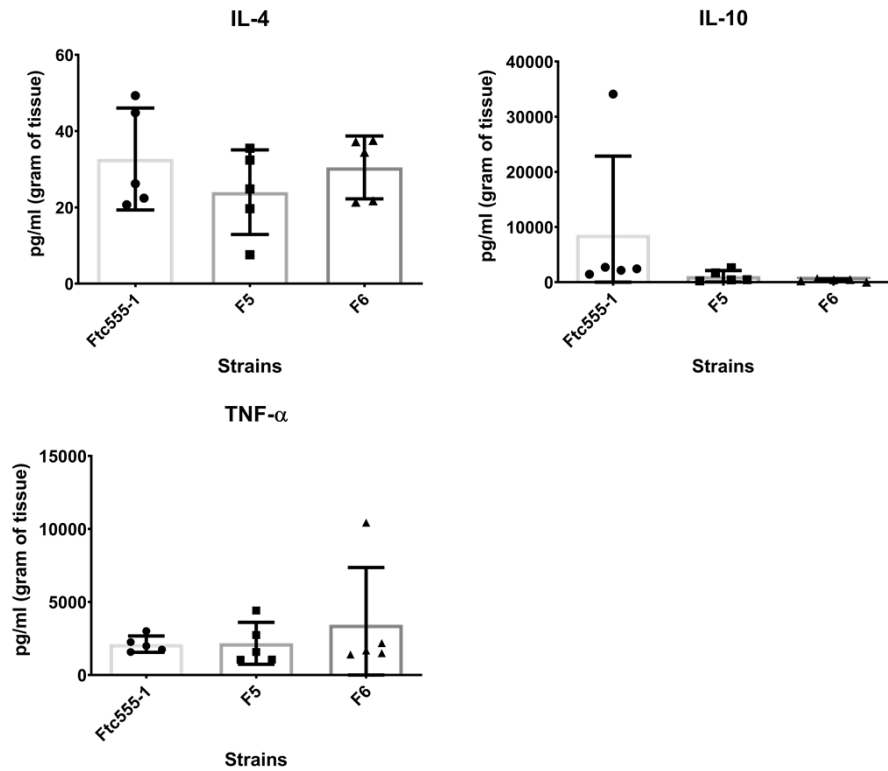 IL-4
pg/ml (gram of tissue)
60
40
20
0
Ftc555-1
F5
F6
Strains
IL-10
pg/ml (gram of tissue)
40000
30000
20000
10000
0
Ftc555-1
F5
F6
Strains
TNF-α
pg/ml (gram of tissue)
15000
10000
5000
0
Ftc555-1
F5
F6
Strains